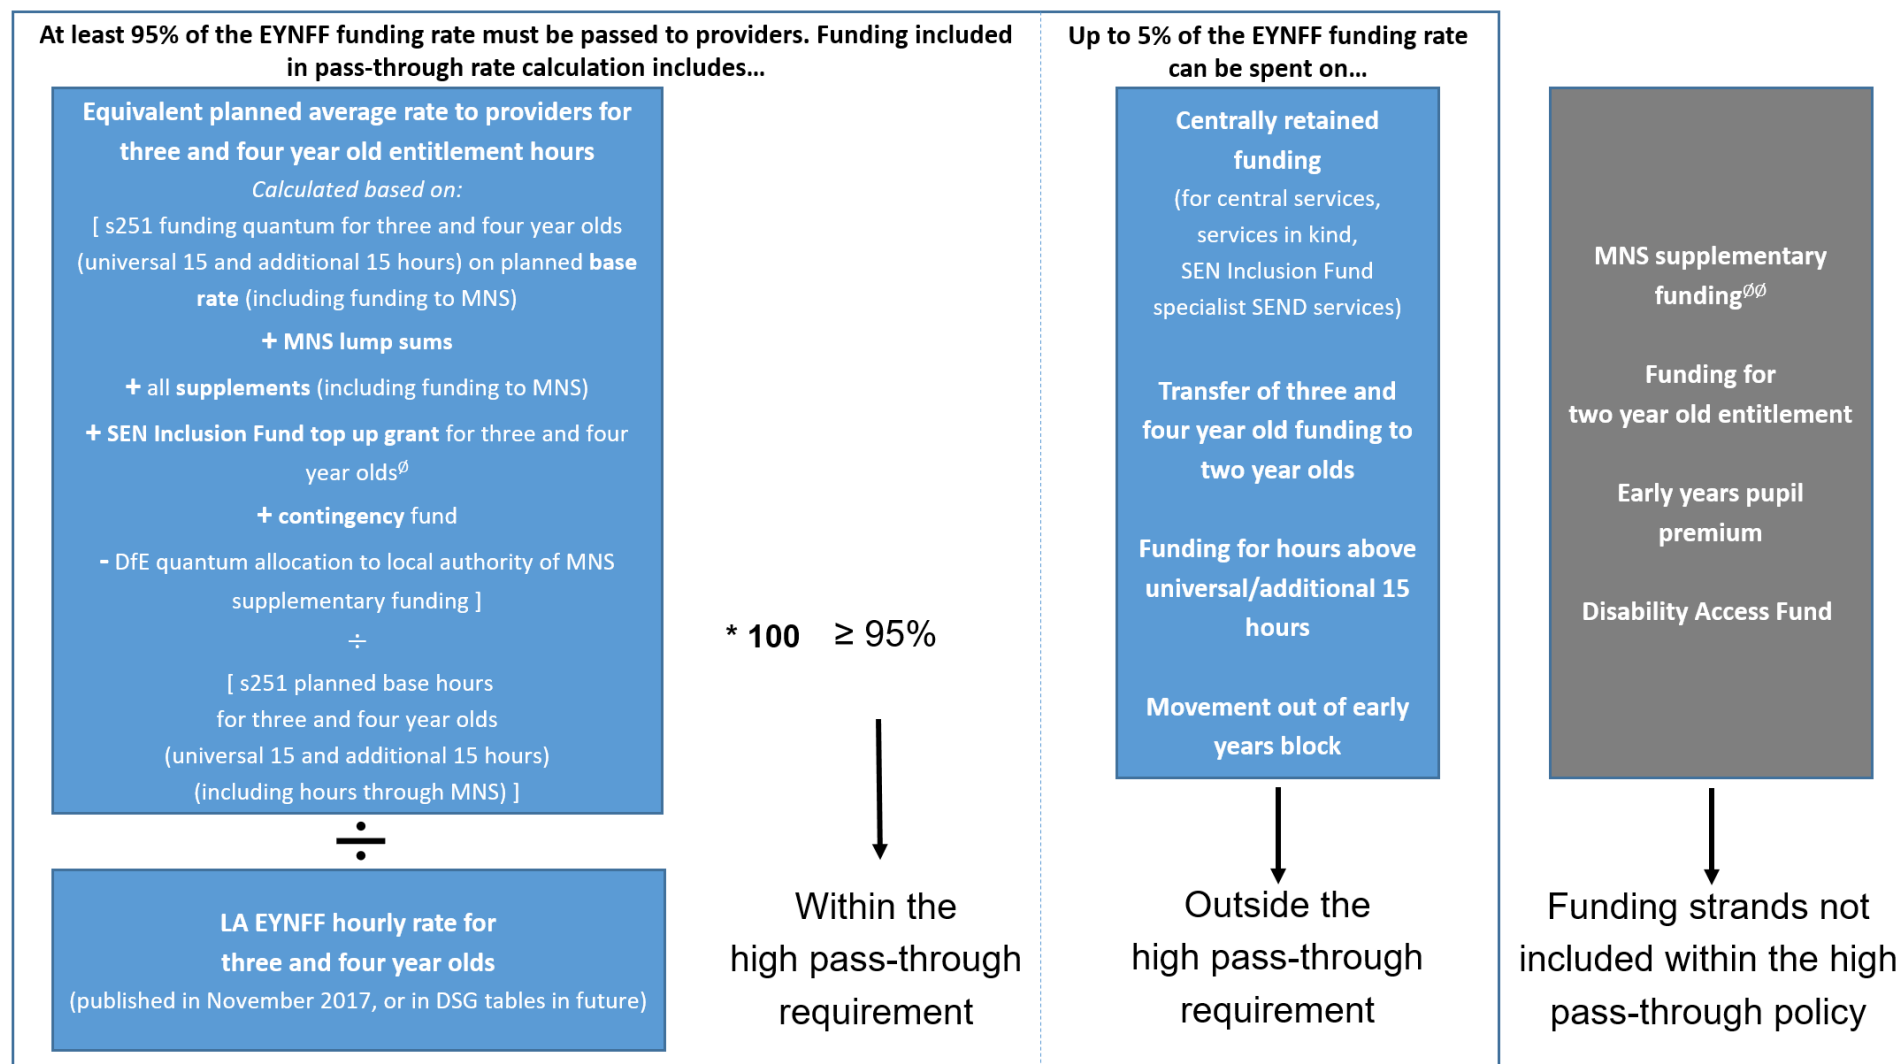 At least 95% of the EYNFF funding rate must be passed to providers. Funding included
in pass-through rate calculation includes…
Equivalent planned average rate to providers for
three and four year old entitlement hours
Calculated based on:
[ s251 funding quantum for three and four year olds
(universal 15 and additional 15 hours) on planned base
rate (including funding to MNS)
+ MNS lump sums
+ all supplements (including funding to MNS)
+ SEN Inclusion Fund top up grant for three and four
year olds^Ø
+ contingency fund
- DfE quantum allocation to local authority of MNS
supplementary funding ]
÷
[ s251 planned base hours
for three and four year olds
(universal 15 and additional 15 hours)
(including hours through MNS) ]
÷
LA EYNFF hourly rate for
three and four year olds
(published in November 2017, or in DSG tables in future)
* 100 ≥ 95%
Within the
high pass-through
requirement
Up to 5% of the EYNFF funding rate
can be spent on…
Centrally retained
funding
(for central services,
services in kind,
SEN Inclusion Fund
specialist SEND services)
Transfer of three and
four year old funding to
two year olds
Funding for hours above
universal/additional 15
hours
Movement out of early
years block
Outside the
high pass-through
requirement
MNS supplementary
funding^ØØ
Funding for
two year old entitlement
Early years pupil
premium
Disability Access Fund
Funding strands not
included within the high
pass-through policy